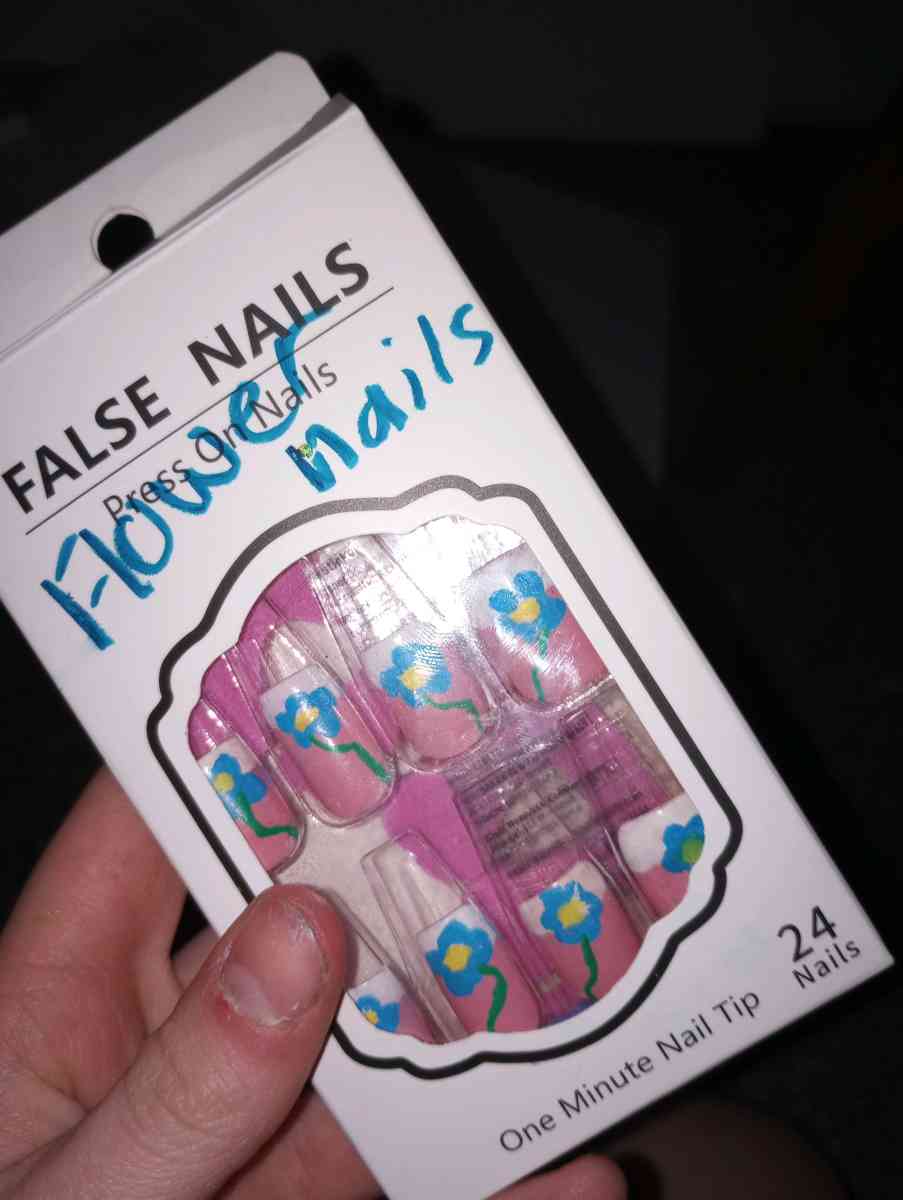 FALSE NAILS
Press On Nails
Flower
nails
24
Nails
One Minute Nail Tip